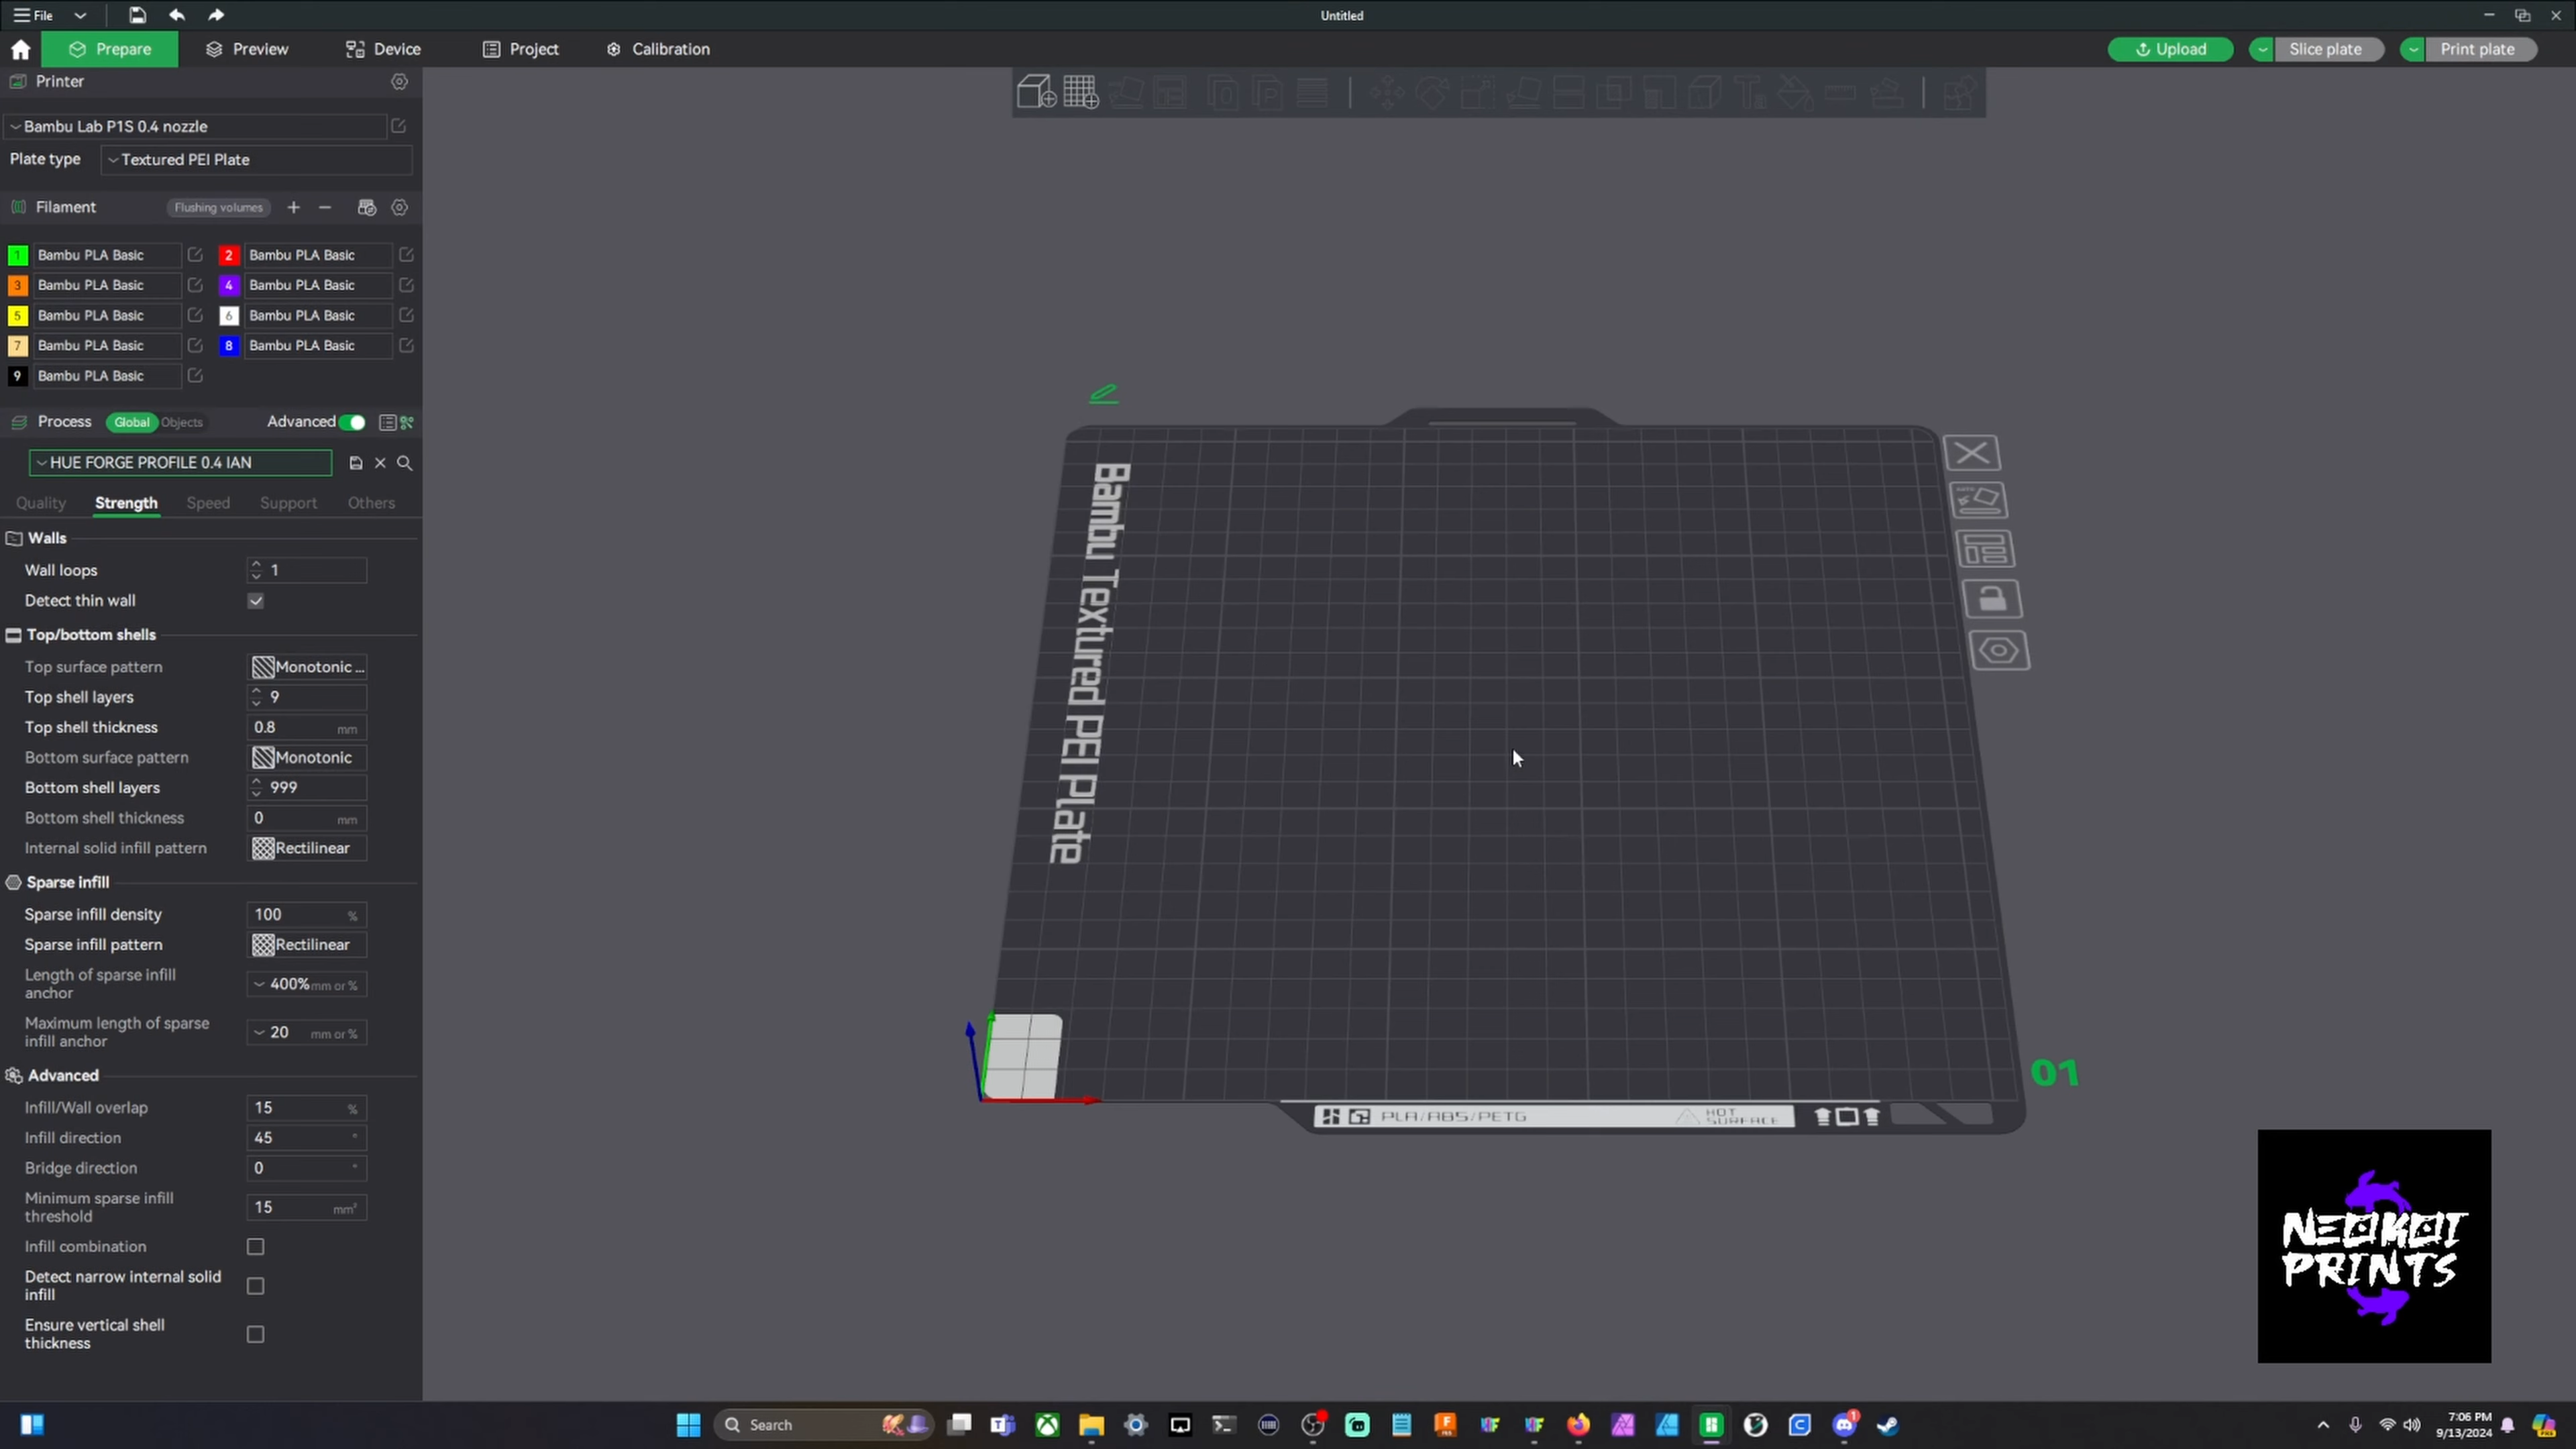 File
Untitled
Prepare
Preview
Device
Project
Calibration
Upload
Slice plate
Print plate
Printer
Bambu Lab P1S 0.4 nozzle
Plate type
Textured PEI Plate
Filament
Flushing volumes
1 Bambu PLA Basic
2 Bambu PLA Basic
3 Bambu PLA Basic
4 Bambu PLA Basic
5 Bambu PLA Basic
6 Bambu PLA Basic
7 Bambu PLA Basic
8 Bambu PLA Basic
9 Bambu PLA Basic
Process
Global Objects
Advanced
HUE FORGE PROFILE 0.4 IAN
Quality
Strength
Speed
Support
Others
Walls
Wall loops 1
Detect thin wall
Top/bottom shells
Top surface pattern Monotonic ...
Top shell layers 9
Top shell thickness 0.8 mm
Bottom surface pattern Monotonic
Bottom shell layers 999
Bottom shell thickness 0 mm
Internal solid infill pattern Rectilinear
Sparse infill
Sparse infill density 100 %
Sparse infill pattern Rectilinear
Length of sparse infill
anchor
400% mm or %
Maximum length of sparse
infill anchor
20 mm or %
Advanced
Infill/Wall overlap 15 %
Infill direction 45 °
Bridge direction 0 °
Minimum sparse infill
threshold
15 mm²
Infill combination
Detect narrow internal solid
infill
Ensure vertical shell
thickness
Bambu Textured PEI Plate
PLA/ABS/PETG
HOT
SURFACE
01
NEOKOI
PRINTS
Search
7:06 PM
9/13/2024